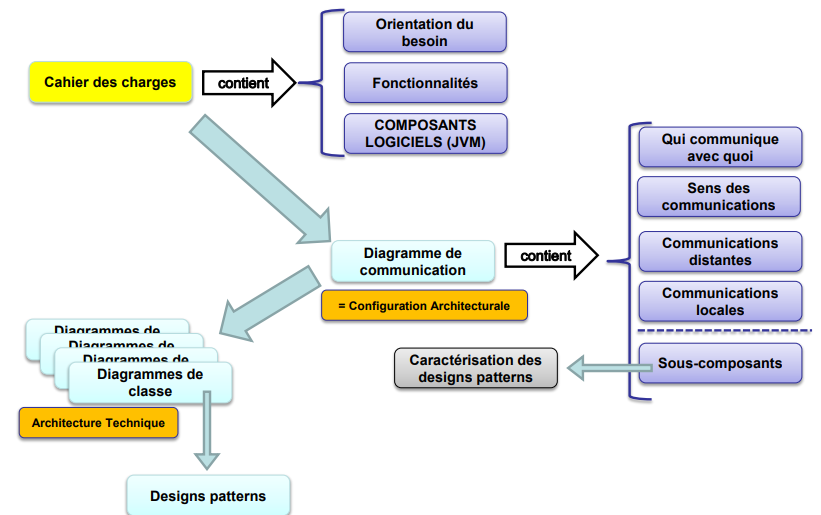 Orientation du
besoin
Cahier des charges
contient
Fonctionnalités
COMPOSANTS
LOGICIELS (JVM)
Qui communique
avec quoi
Sens des
communications
Diagramme de
communication
contient
Communications
distantes
= Configuration Architecturale
Communications
locales
Diagrammes de
Diagrammes de
Diagrammes de
Diagrammes de
classe
Caractérisation des
designs patterns
Sous-composants
Architecture Technique
Designs patterns